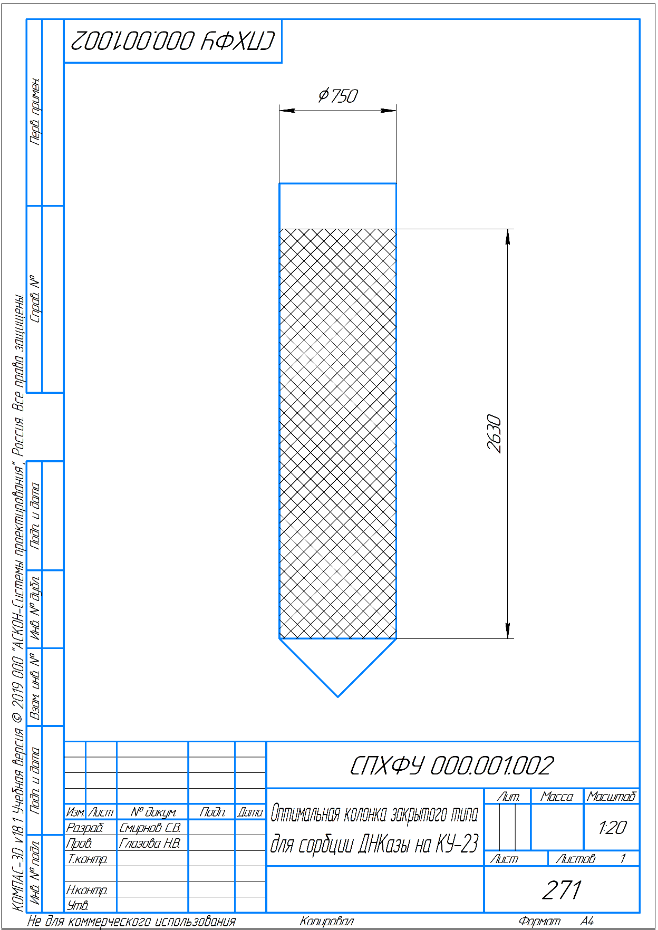 СПХФУ 000.001.002
Перв. примен.
Справ. №
Подп. и дата
Инв. № дубл.
Взам. инв. №
Подп. и дата
Инв. № подл.
КОМПАС-3D v18.1 Учебная версия © 2019 ООО "АСКОН-Системы проектирования", Россия. Все права защищены.
⌀750
2630
СПХФУ 000.001.002
Изм. Лист № докум. Подп. Дата
Разраб. Смирнов С.В.
Пров. Глазова Н.В.
Т.контр.
Н.контр.
Утв.
Оптимальная колонка закрытого типа
для сорбции ДНКазы на КУ-23
Лит. Масса Масштаб
1:20
Лист Листов 1
271
Не для коммерческого использования Копировал Формат А4